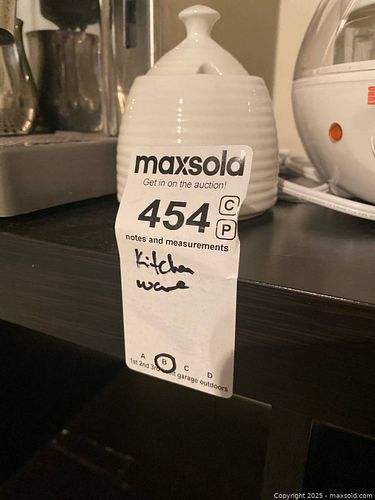 maxsold
Get in on the auction!
454
C
P
notes and measurements
Kitchen
ware
A B C D
1st 2nd 3rd garage outdoors
EURO
Copyright 2025 - maxsold.com